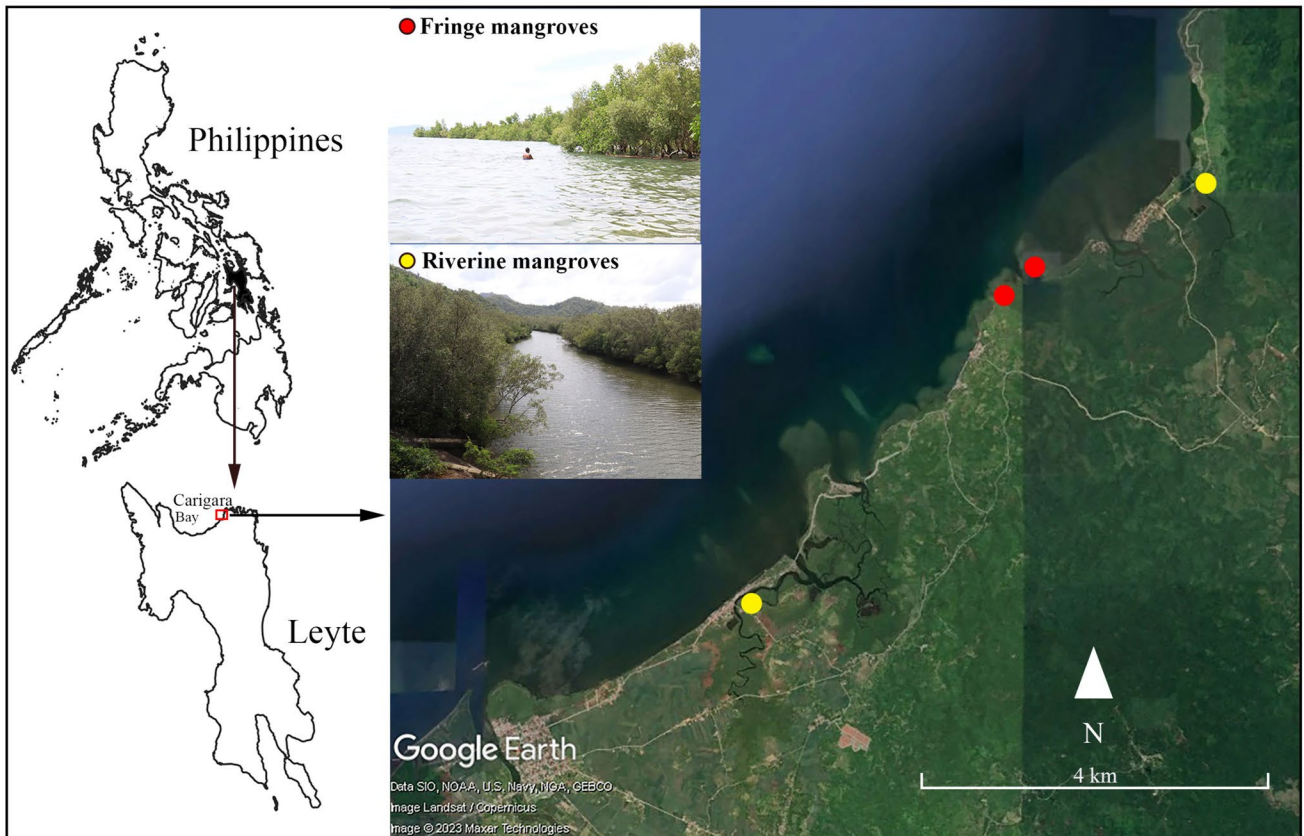 Philippines
Carigara
Bay
Leyte
Fringe mangroves
Riverine mangroves
N
4 km
Google Earth
Data SIO, NOAA, U.S. Navy, NGA, GEBCO
Image Landsat / Copernicus
Image © 2023 Maxar Technologies